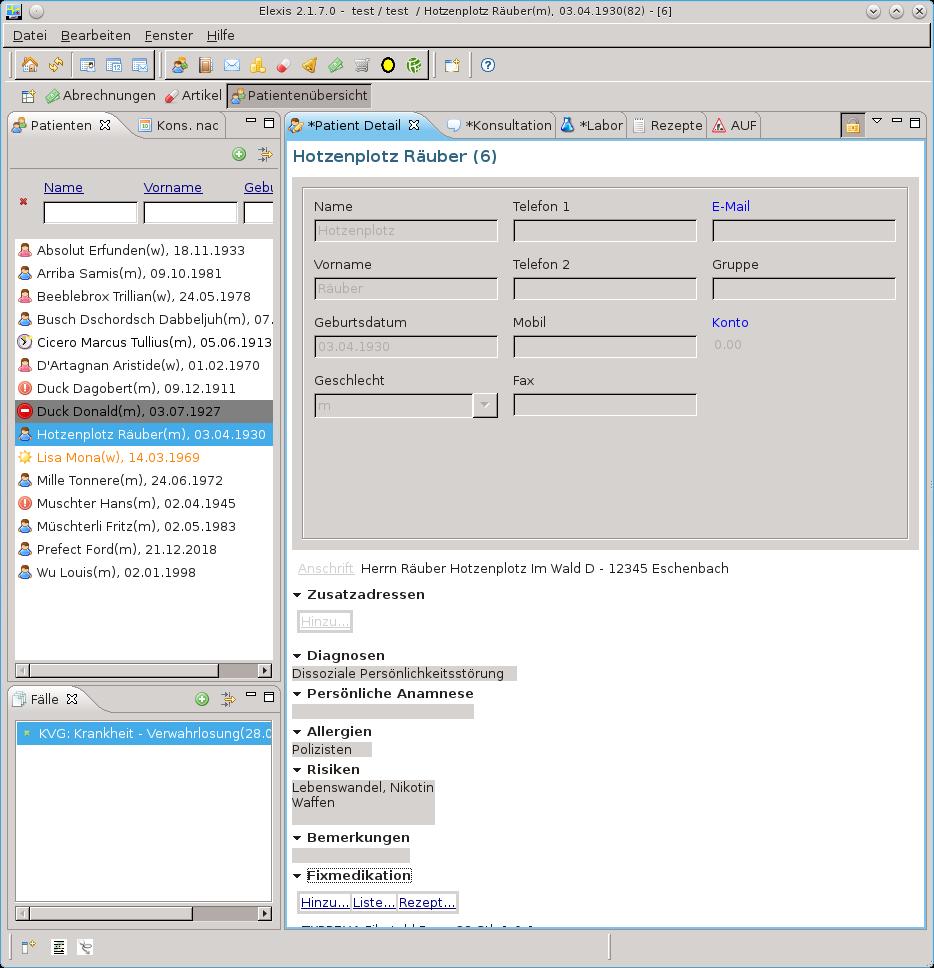 Elexis 2.1.7.0 - test / test / Hotzenplotz Räuber(m), 03.04.1930(82) - [6]
Datei Bearbeiten Fenster Hilfe
Abrechnungen Artikel Patientenübersicht
Patienten Kons. nac
Name Vorname Gebu
Absolut Erfunden(w), 18.11.1933
Arriba Samis(m), 09.10.1981
Beeblebrox Trillian(w), 24.05.1978
Busch Dschordsch Dabbeljuh(m), 07.
Cicero Marcus Tullius(m), 05.06.1913
D'Artagnan Aristide(w), 01.02.1970
Duck Dagobert(m), 09.12.1911
Duck Donald(m), 03.07.1927
Hotzenplotz Räuber(m), 03.04.1930
Lisa Mona(w), 14.03.1969
Mille Tonnere(m), 24.06.1972
Muschter Hans(m), 02.04.1945
Müschterli Fritz(m), 02.05.1983
Prefect Ford(m), 21.12.2018
Wu Louis(m), 02.01.1998
Fälle
KVG: Krankheit - Verwahrlosung(28.0
*Patient Detail *Konsultation *Labor Rezepte AUF
Hotzenplotz Räuber (6)
Name Telefon 1 E-Mail
Hotzenplotz
Vorname Telefon 2 Gruppe
Räuber
Geburtsdatum Mobil Konto
03.04.1930 0.00
Geschlecht Fax
m
Anschrift Herrn Räuber Hotzenplotz Im Wald D - 12345 Eschenbach
Zusatzadressen
Hinzu...
Diagnosen
Dissoziale Persönlichkeitsstörung
Persönliche Anamnese
Allergien
Polizisten
Risiken
Lebenswandel, Nikotin
Waffen
Bemerkungen
Fixmedikation
Hinzu... Liste... Rezept...